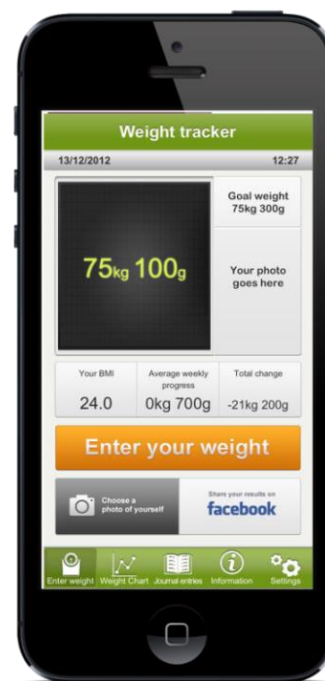 Weight tracker
13/12/2012 12:27
75kg 100g
Goal weight
75kg 300g
Your photo
goes here
Your BMI
24.0
Average weekly
progress
0kg 700g
Total change
-21kg 200g
Enter your weight
Choose a
photo of yourself
Share your results on
facebook
Enter weight Weight Chart Journal entries Information Settings